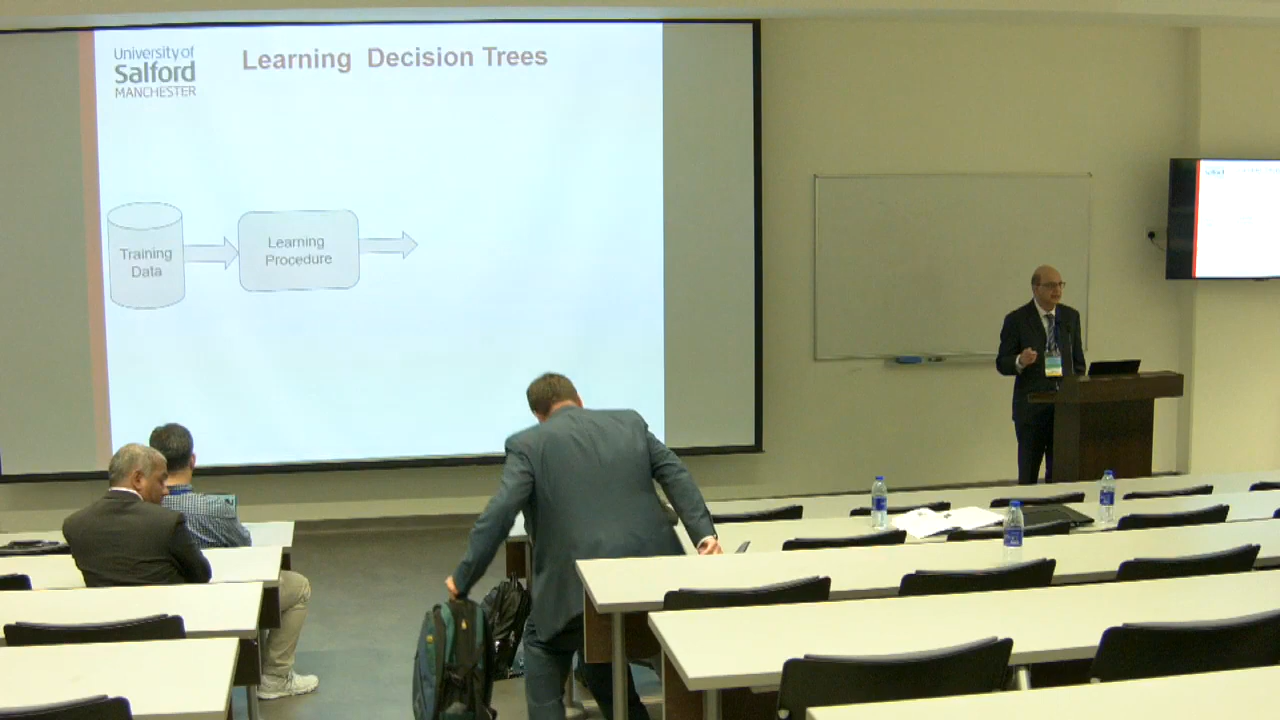 University of
Salford
MANCHESTER
Learning Decision Trees
Training
Data
Learning
Procedure